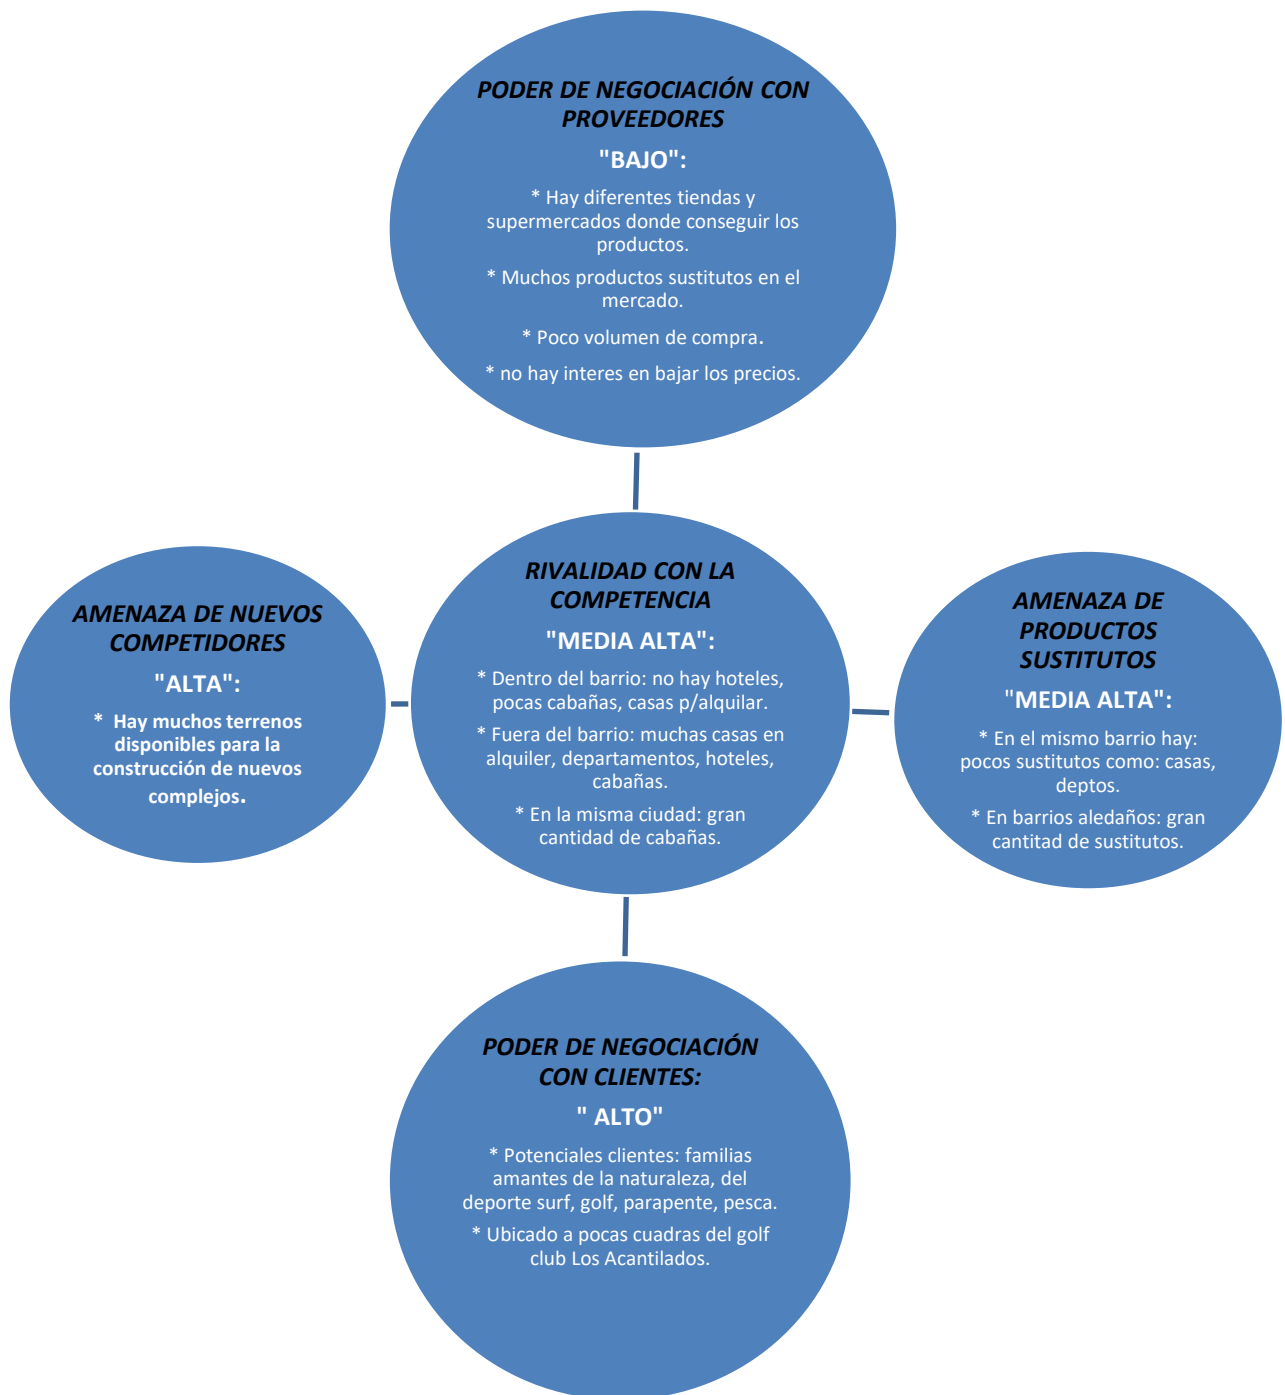 PODER DE NEGOCIACIÓN CON
PROVEEDORES
"BAJO":
* Hay diferentes tiendas y
supermercados donde conseguir los
productos.
* Muchos productos sustitutos en el
mercado.
* Poco volumen de compra.
* no hay interes en bajar los precios.
AMENAZA DE NUEVOS
COMPETIDORES
"ALTA":
* Hay muchos terrenos
disponibles para la
construcción de nuevos
complejos.
RIVALIDAD CON LA
COMPETENCIA
"MEDIA ALTA":
* Dentro del barrio: no hay hoteles,
pocas cabañas, casas p/alquilar.
* Fuera del barrio: muchas casas en
alquiler, departamentos, hoteles,
cabañas.
* En la misma ciudad: gran
cantidad de cabañas.
AMENAZA DE
PRODUCTOS
SUSTITUTOS
"MEDIA ALTA":
* En el mismo barrio hay:
pocos sustitutos como: casas,
deptos.
* En barrios aledaños: gran
cantitad de sustitutos.
PODER DE NEGOCIACIÓN
CON CLIENTES:
" ALTO"
* Potenciales clientes: familias
amantes de la naturaleza, del
deporte surf, golf, parapente, pesca.
* Ubicado a pocas cuadras del golf
club Los Acantilados.